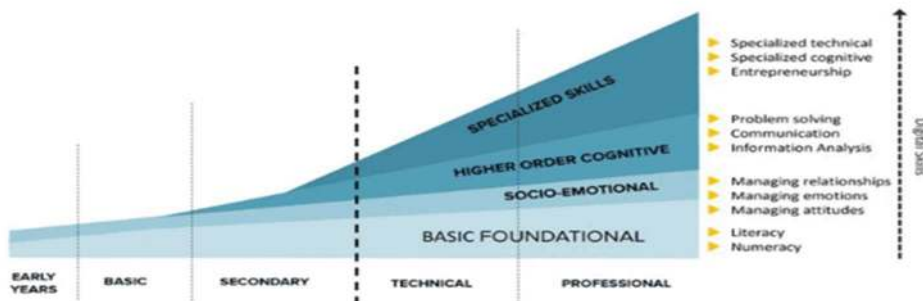 SPECIALIZED SKILLS
HIGHER ORDER COGNITIVE
SOCIO-EMOTIONAL
BASIC FOUNDATIONAL
Specialized technical
Specialized cognitive
Entrepreneurship
Problem solving
Communication
Information Analysis
Managing relationships
Managing emotions
Managing attitudes
Literacy
Numeracy
Digital Skills
EARLY
YEARS
BASIC
SECONDARY
TECHNICAL
PROFESSIONAL